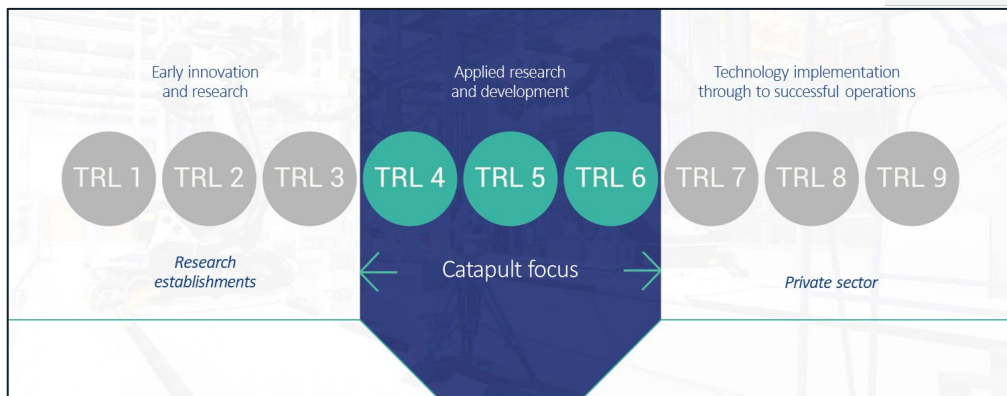 Early innovation
and research
Applied research
and development
Technology implementation
through to successful operations
TRL 1
TRL 2
TRL 3
TRL 4
TRL 5
TRL 6
TRL 7
TRL 8
TRL 9
Research
establishments
Catapult focus
Private sector